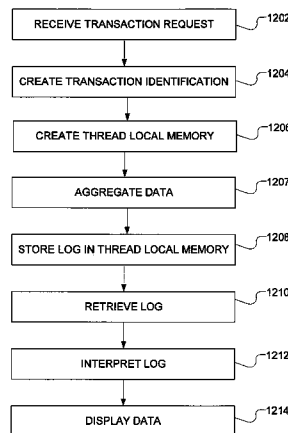 RECEIVE TRANSACTION REQUEST
1202
CREATE TRANSACTION IDENTIFICATION
1204
CREATE THREAD LOCAL MEMORY
1206
AGGREGATE DATA
1207
STORE LOG IN THREAD LOCAL MEMORY
1208
RETRIEVE LOG
1210
INTERPRET LOG
1212
DISPLAY DATA
1214